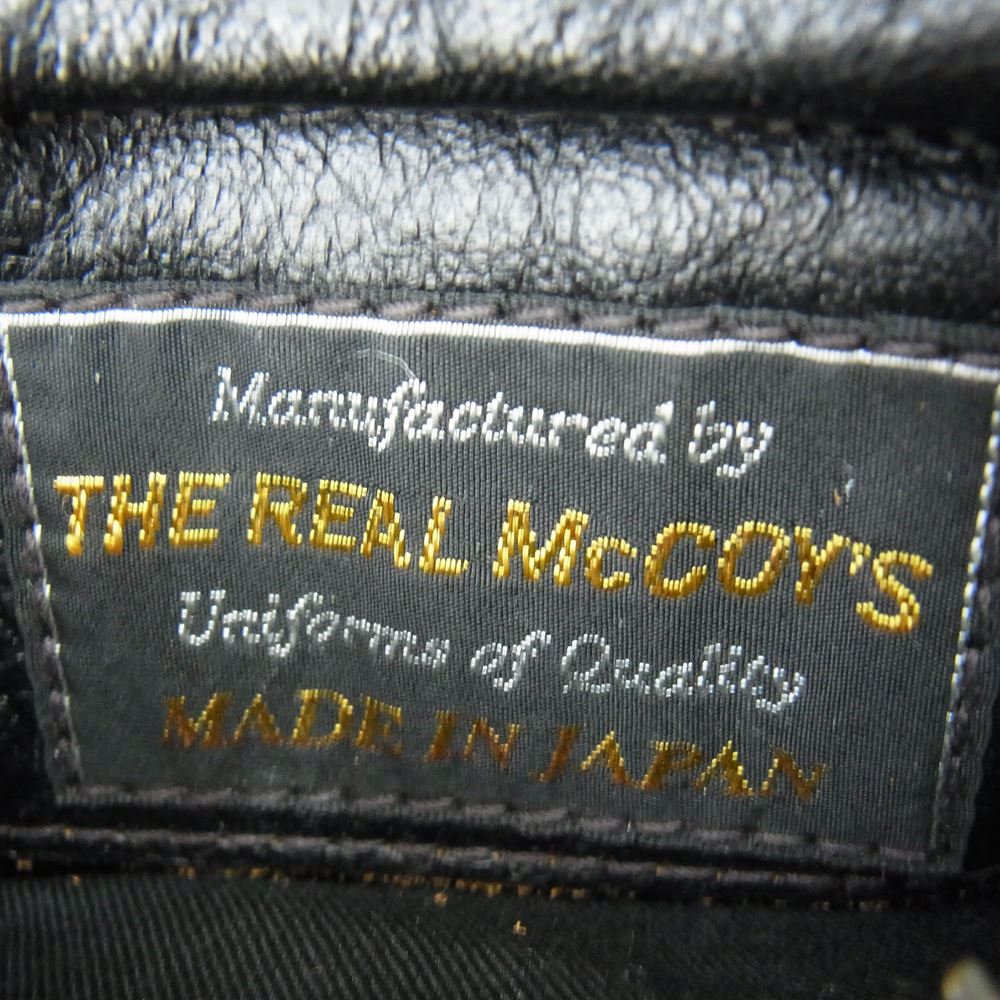 Manufactured by
THE REAL McCOY'S
Uniforms of Quality
MADE IN JAPAN